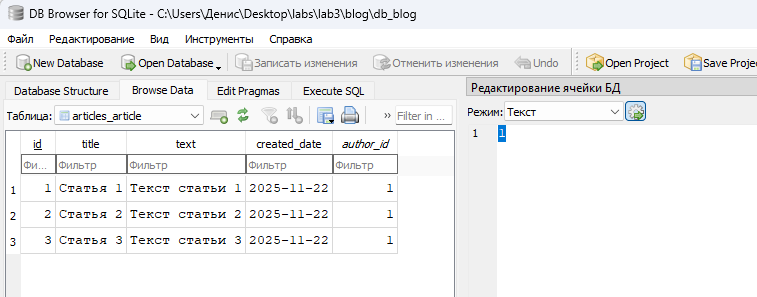 DB Browser for SQLite - C:\Users\Денис\Desktop\labs\lab3\blog\db_blog
Файл Редактирование Вид Инструменты Справка
New Database Open Database Записать изменения Отменить изменения Undo Open Project Save Proje
Database Structure Browse Data Edit Pragmas Execute SQL
Таблица: articles_article » Filter in ...
id title text created_date author_id
Фи... Фильтр Фильтр Фильтр Фильтр
1 1 Статья 1 Текст статьи 1 2025-11-22 1
2 2 Статья 2 Текст статьи 2 2025-11-22 1
3 3 Статья 3 Текст статьи 3 2025-11-22 1
Редактирование ячейки БД
Режим: Текст
1 1